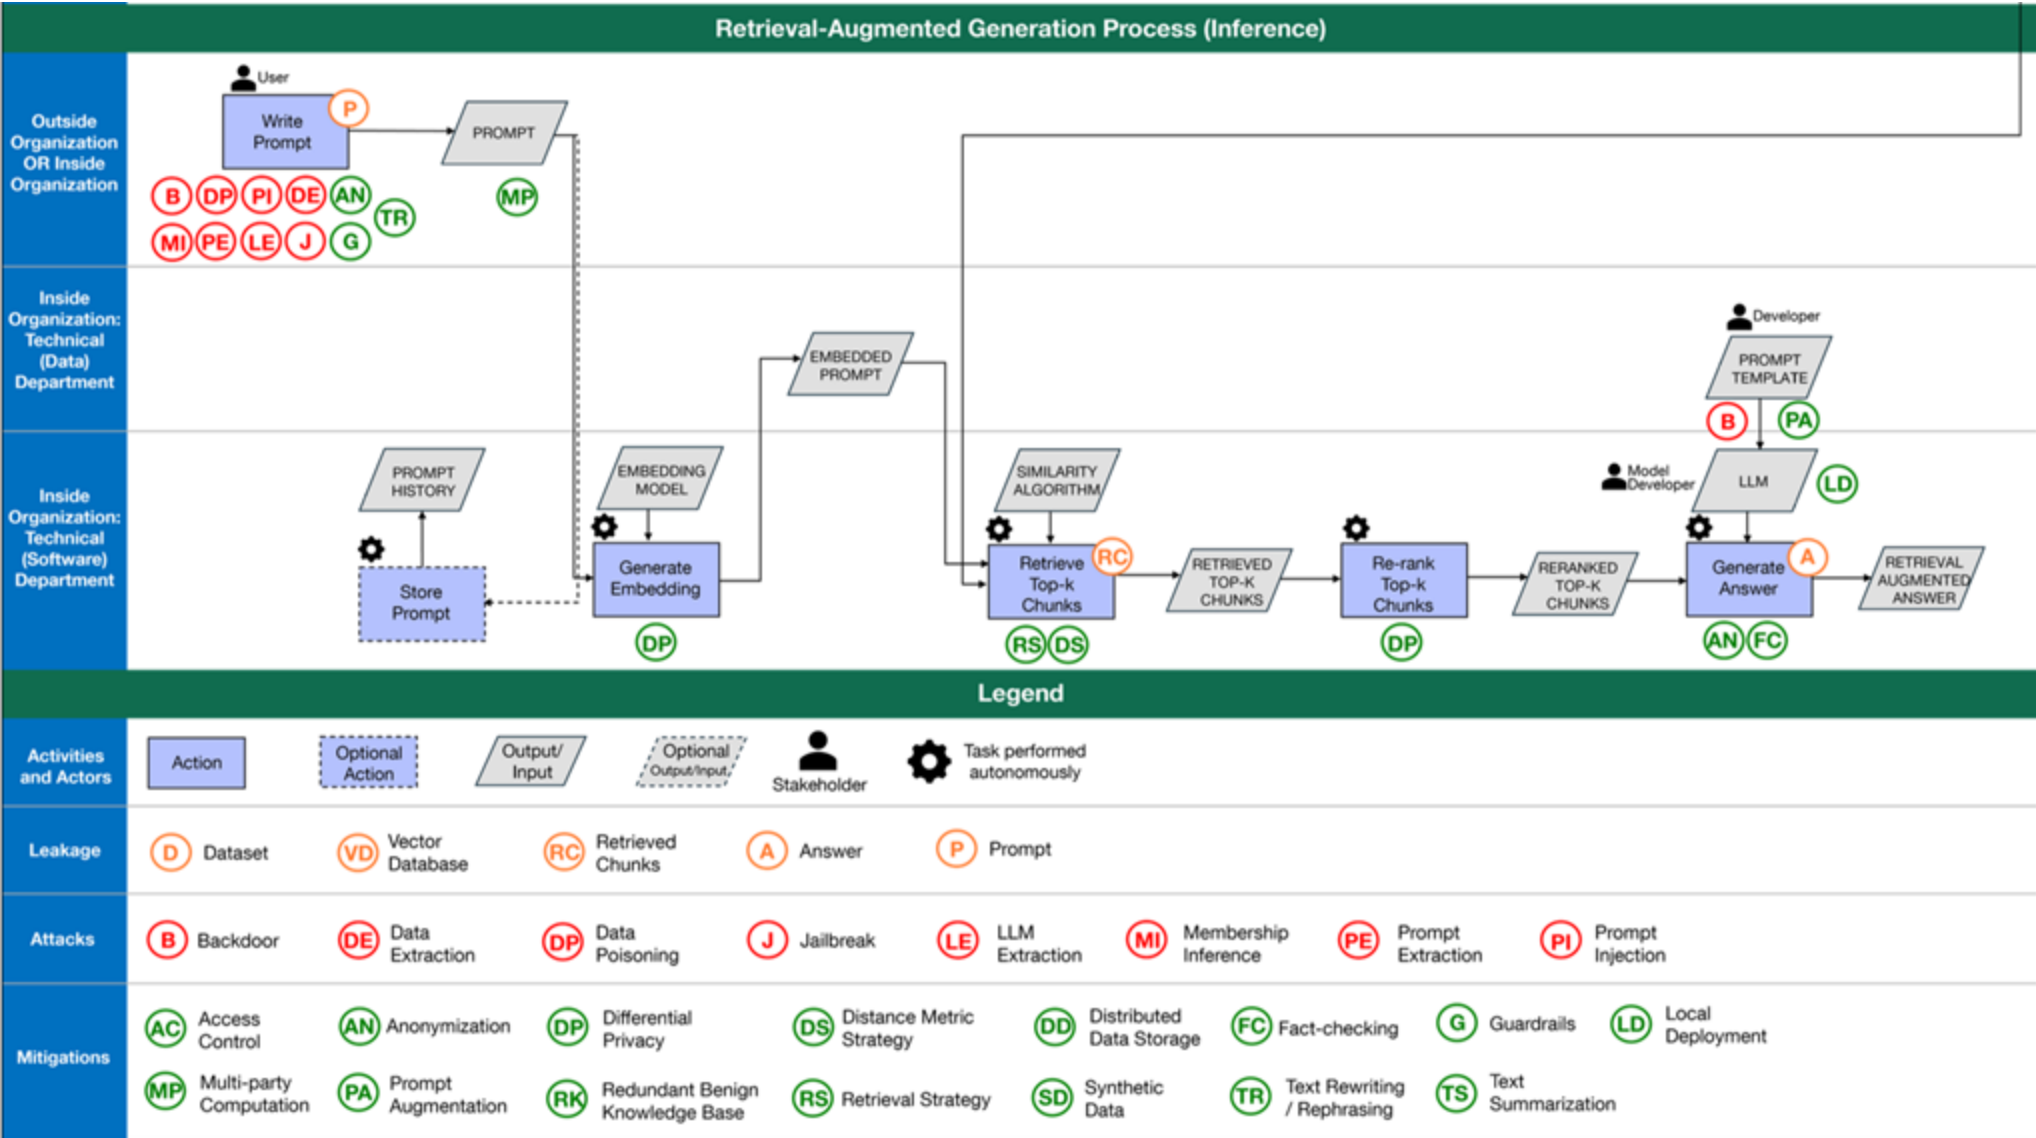 Retrieval-Augmented Generation Process (Inference)
Outside
Organization
OR Inside
Organization
User
Write
Prompt
P
PROMPT
B
DP
PI
DE
AN
TR
MI
PE
LE
J
G
MP
Inside
Organization:
Technical
(Data)
Department
EMBEDDED
PROMPT
Developer
PROMPT
TEMPLATE
B
PA
Inside
Organization:
Technical
(Software)
Department
PROMPT
HISTORY
Store
Prompt
EMBEDDING
MODEL
Generate
Embedding
DP
SIMILARITY
ALGORITHM
Retrieve
Top-k
Chunks
RC
RS
DS
RETRIEVED
TOP-K
CHUNKS
Re-rank
Top-k
Chunks
DP
RERANKED
TOP-K
CHUNKS
Model
Developer
LLM
LD
Generate
Answer
A
AN
FC
RETRIEVAL
AUGMENTED
ANSWER
Legend
Activities
and Actors
Action
Optional
Action
Output/
Input
Optional
Output/Input
Stakeholder
Task performed
autonomously
Leakage
D
Dataset
VD
Vector
Database
RC
Retrieved
Chunks
A
Answer
P
Prompt
Attacks
B
Backdoor
DE
Data
Extraction
DP
Data
Poisoning
J
Jailbreak
LE
LLM
Extraction
MI
Membership
Inference
PE
Prompt
Extraction
PI
Prompt
Injection
Mitigations
AC
Access
Control
AN
Anonymization
DP
Differential
Privacy
DS
Distance Metric
Strategy
DD
Distributed
Data Storage
FC
Fact-checking
G
Guardrails
LD
Local
Deployment
MP
Multi-party
Computation
PA
Prompt
Augmentation
RK
Redundant Benign
Knowledge Base
RS
Retrieval Strategy
SD
Synthetic
Data
TR
Text Rewriting
/ Rephrasing
TS
Text
Summarization